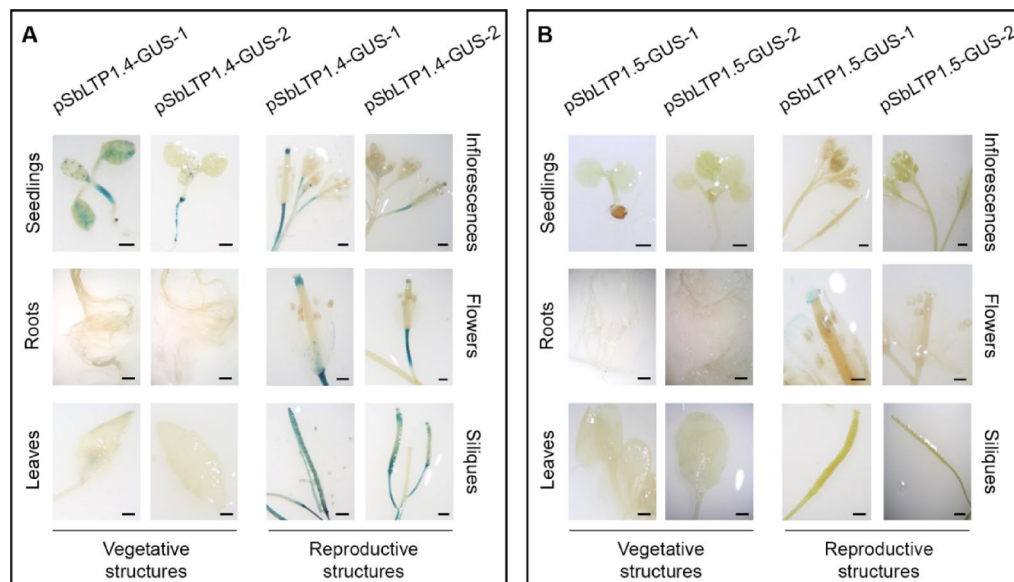 A
pSbLTP1.4-GUS-1
pSbLTP1.4-GUS-2
pSbLTP1.4-GUS-1
pSbLTP1.4-GUS-2
Seedlings
Inflorescences
Roots
Flowers
Leaves
Siliques
Vegetative
structures
Reproductive
structures
B
pSbLTP1.5-GUS-1
pSbLTP1.5-GUS-2
pSbLTP1.5-GUS-1
pSbLTP1.5-GUS-2
Seedlings
Inflorescences
Roots
Flowers
Leaves
Siliques
Vegetative
structures
Reproductive
structures